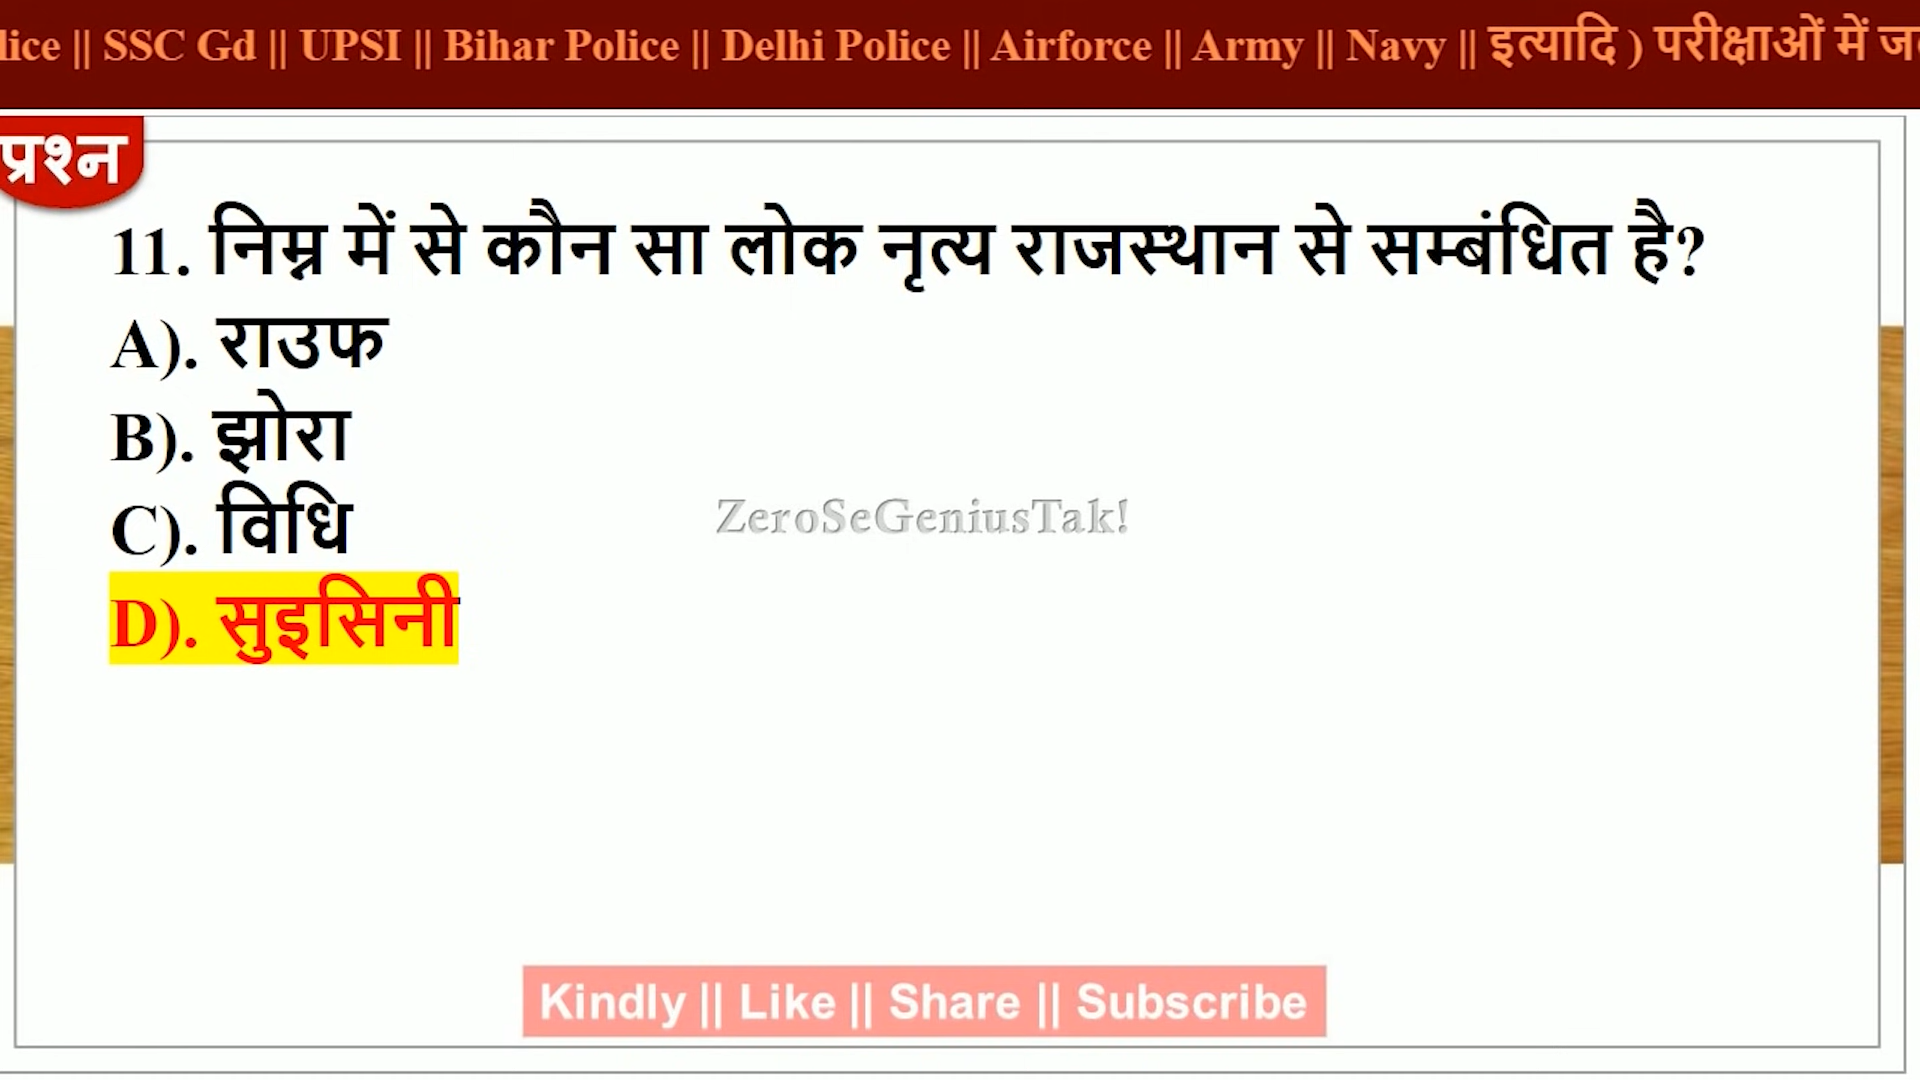 || SSC Gd || UPSI || Bihar Police || Delhi Police || Airforce || Army || Navy || इत्यादि ) परीक्षाओं में
प्रश्न
11. निम्न में से कौन सा लोक नृत्य राजस्थान से सम्बंधित है?
A). राउफ
B). झोरा
C). विधि
D). सुइसिनी
ZeroSeGeniusTak!
Kindly || Like || Share || Subscribe